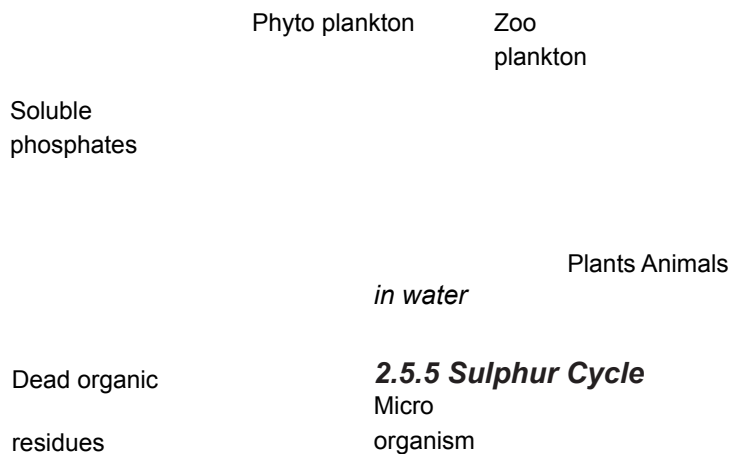 Phyto plankton
Zoo
plankton
Soluble
phosphates
Plants Animals
in water
Dead organic
residues
2.5.5 Sulphur Cycle
Micro
organism